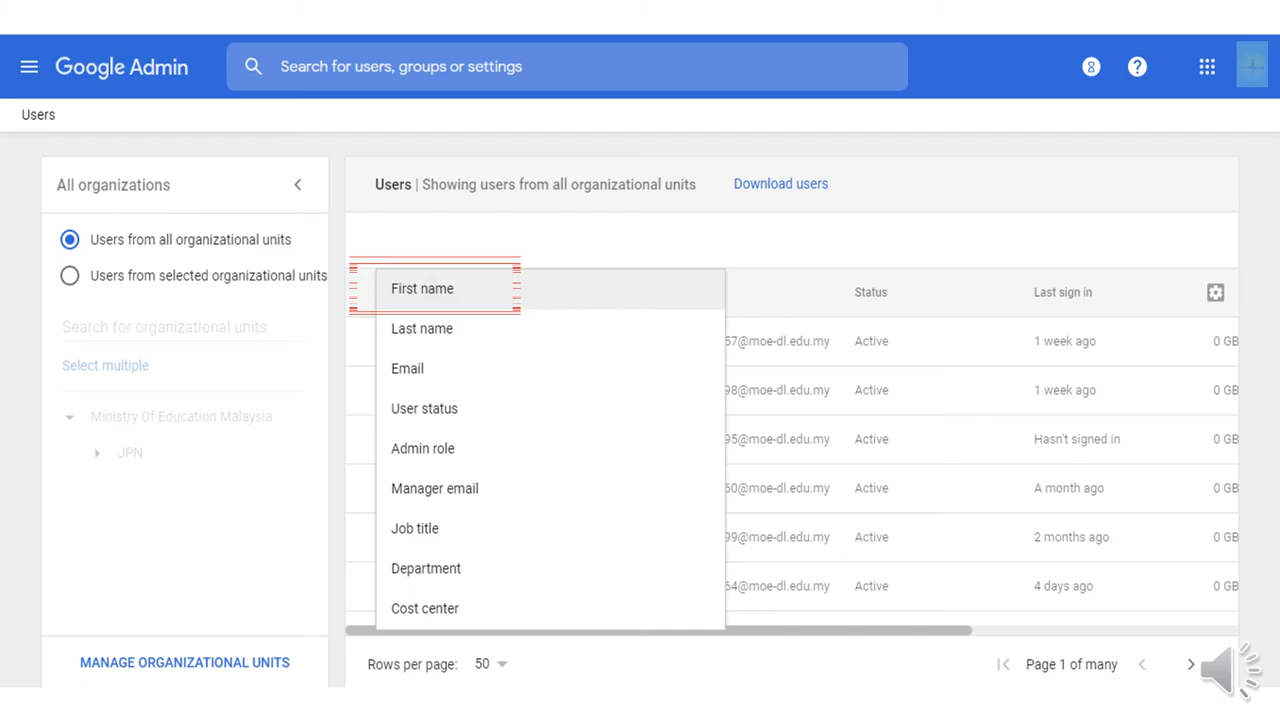 Google Admin
Search for users, groups or settings
Users
All organizations
Users from all organizational units
Users from selected organizational units
Search for organizational units
Select multiple
Ministry Of Education Malaysia
JPN
MANAGE ORGANIZATIONAL UNITS
Users | Showing users from all organizational units Download users
Status Last sign in
First name
Last name
Email
User status
Admin role
Manager email
Job title
Department
Cost center
57@moe-dl.edu.my Active 1 week ago 0 GB
98@moe-dl.edu.my Active 1 week ago 0 GB
95@moe-dl.edu.my Active Hasn't signed in 0 GB
60@moe-dl.edu.my Active A month ago 0 GB
99@moe-dl.edu.my Active 2 months ago 0 GB
64@moe-dl.edu.my Active 4 days ago 0 GB
Rows per page: 50 Page 1 of many